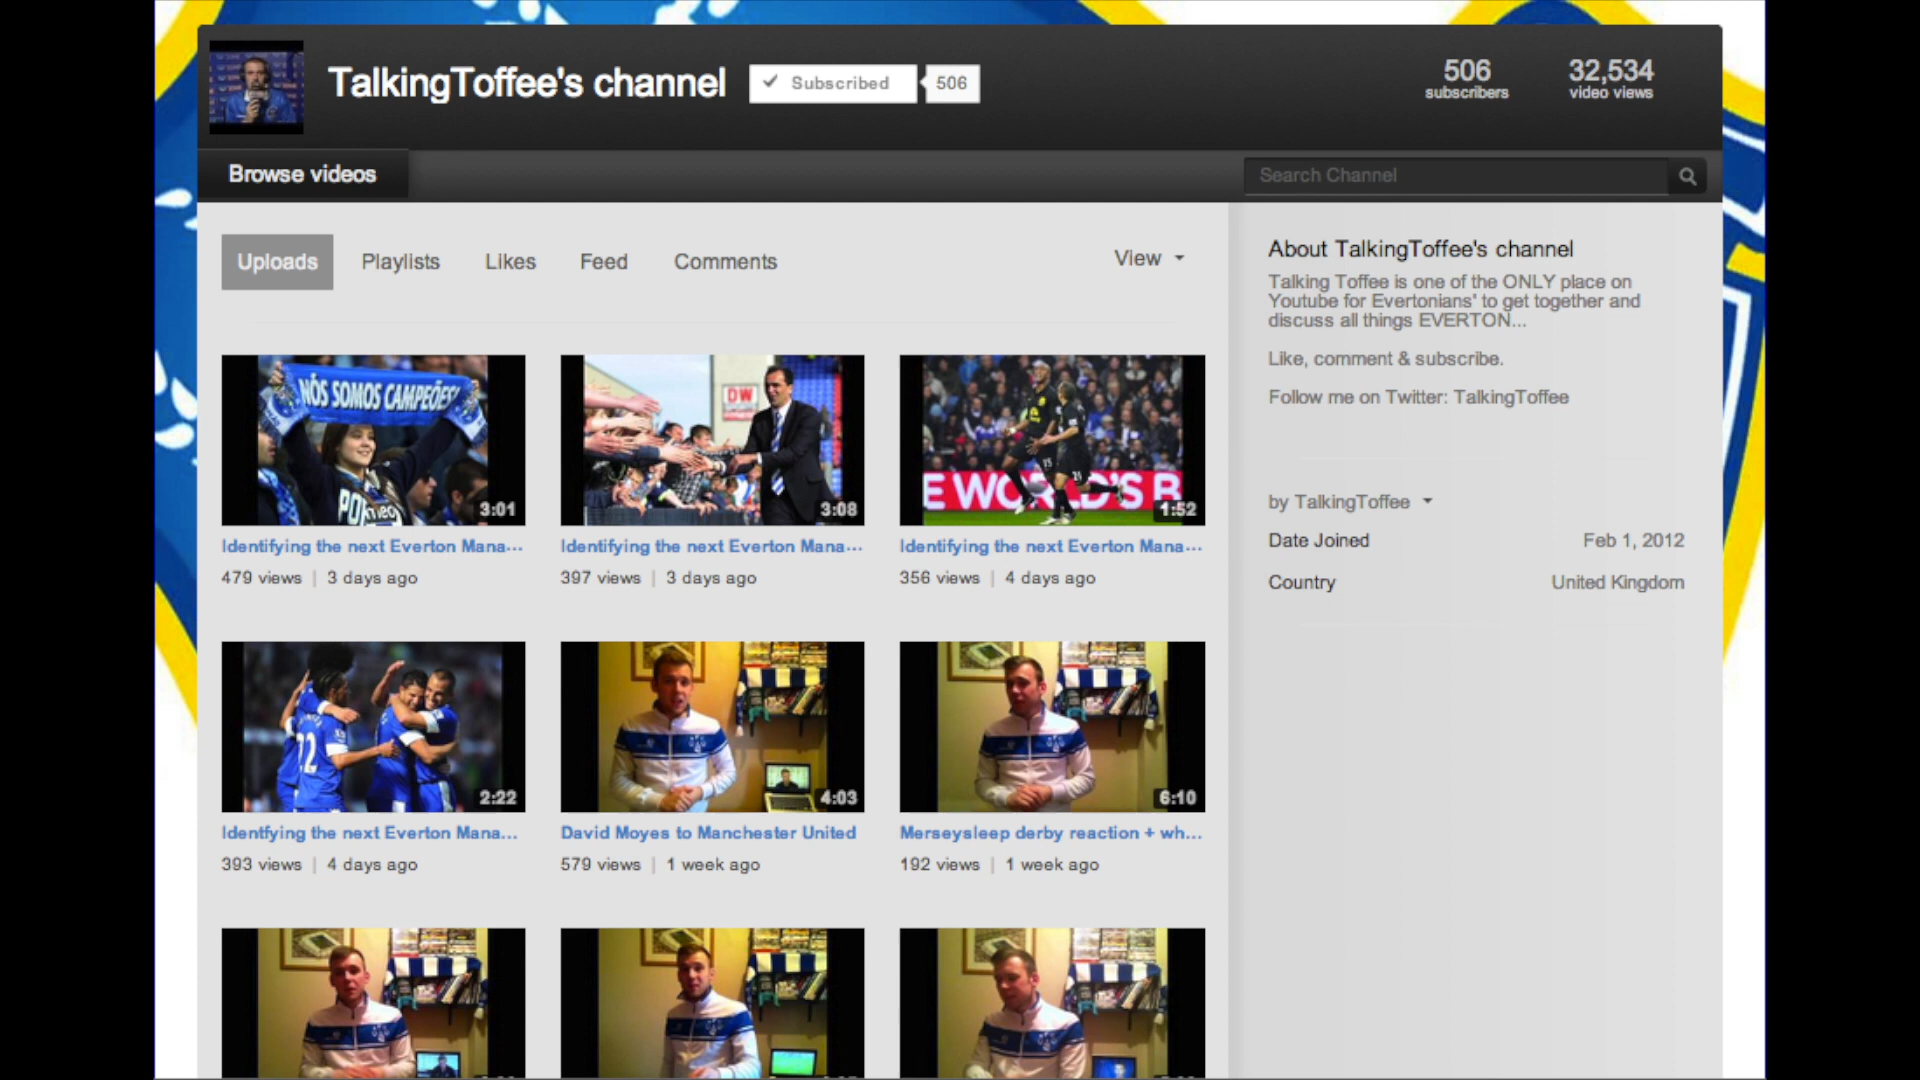 TalkingToffee's channel
Subscribed
506
506
subscribers
32,534
video views
Browse videos
Search Channel
Uploads
Playlists
Likes
Feed
Comments
View
NÓS SOMOS CAMPEÕES!
3:01
DW
3:08
E WORLD'S B
1:52
Identifying the next Everton Mana...
Identifying the next Everton Mana...
Identifying the next Everton Mana...
479 views | 3 days ago
397 views | 3 days ago
356 views | 4 days ago
22
2:22
4:03
6:10
Identfying the next Everton Mana...
David Moyes to Manchester United
Merseysleep derby reaction + wh...
393 views | 4 days ago
579 views | 1 week ago
192 views | 1 week ago
About TalkingToffee's channel
Talking Toffee is one of the ONLY place on
Youtube for Evertonians' to get together and
discuss all things EVERTON...
Like, comment & subscribe.
Follow me on Twitter: TalkingToffee
by TalkingToffee
Date Joined
Feb 1, 2012
Country
United Kingdom